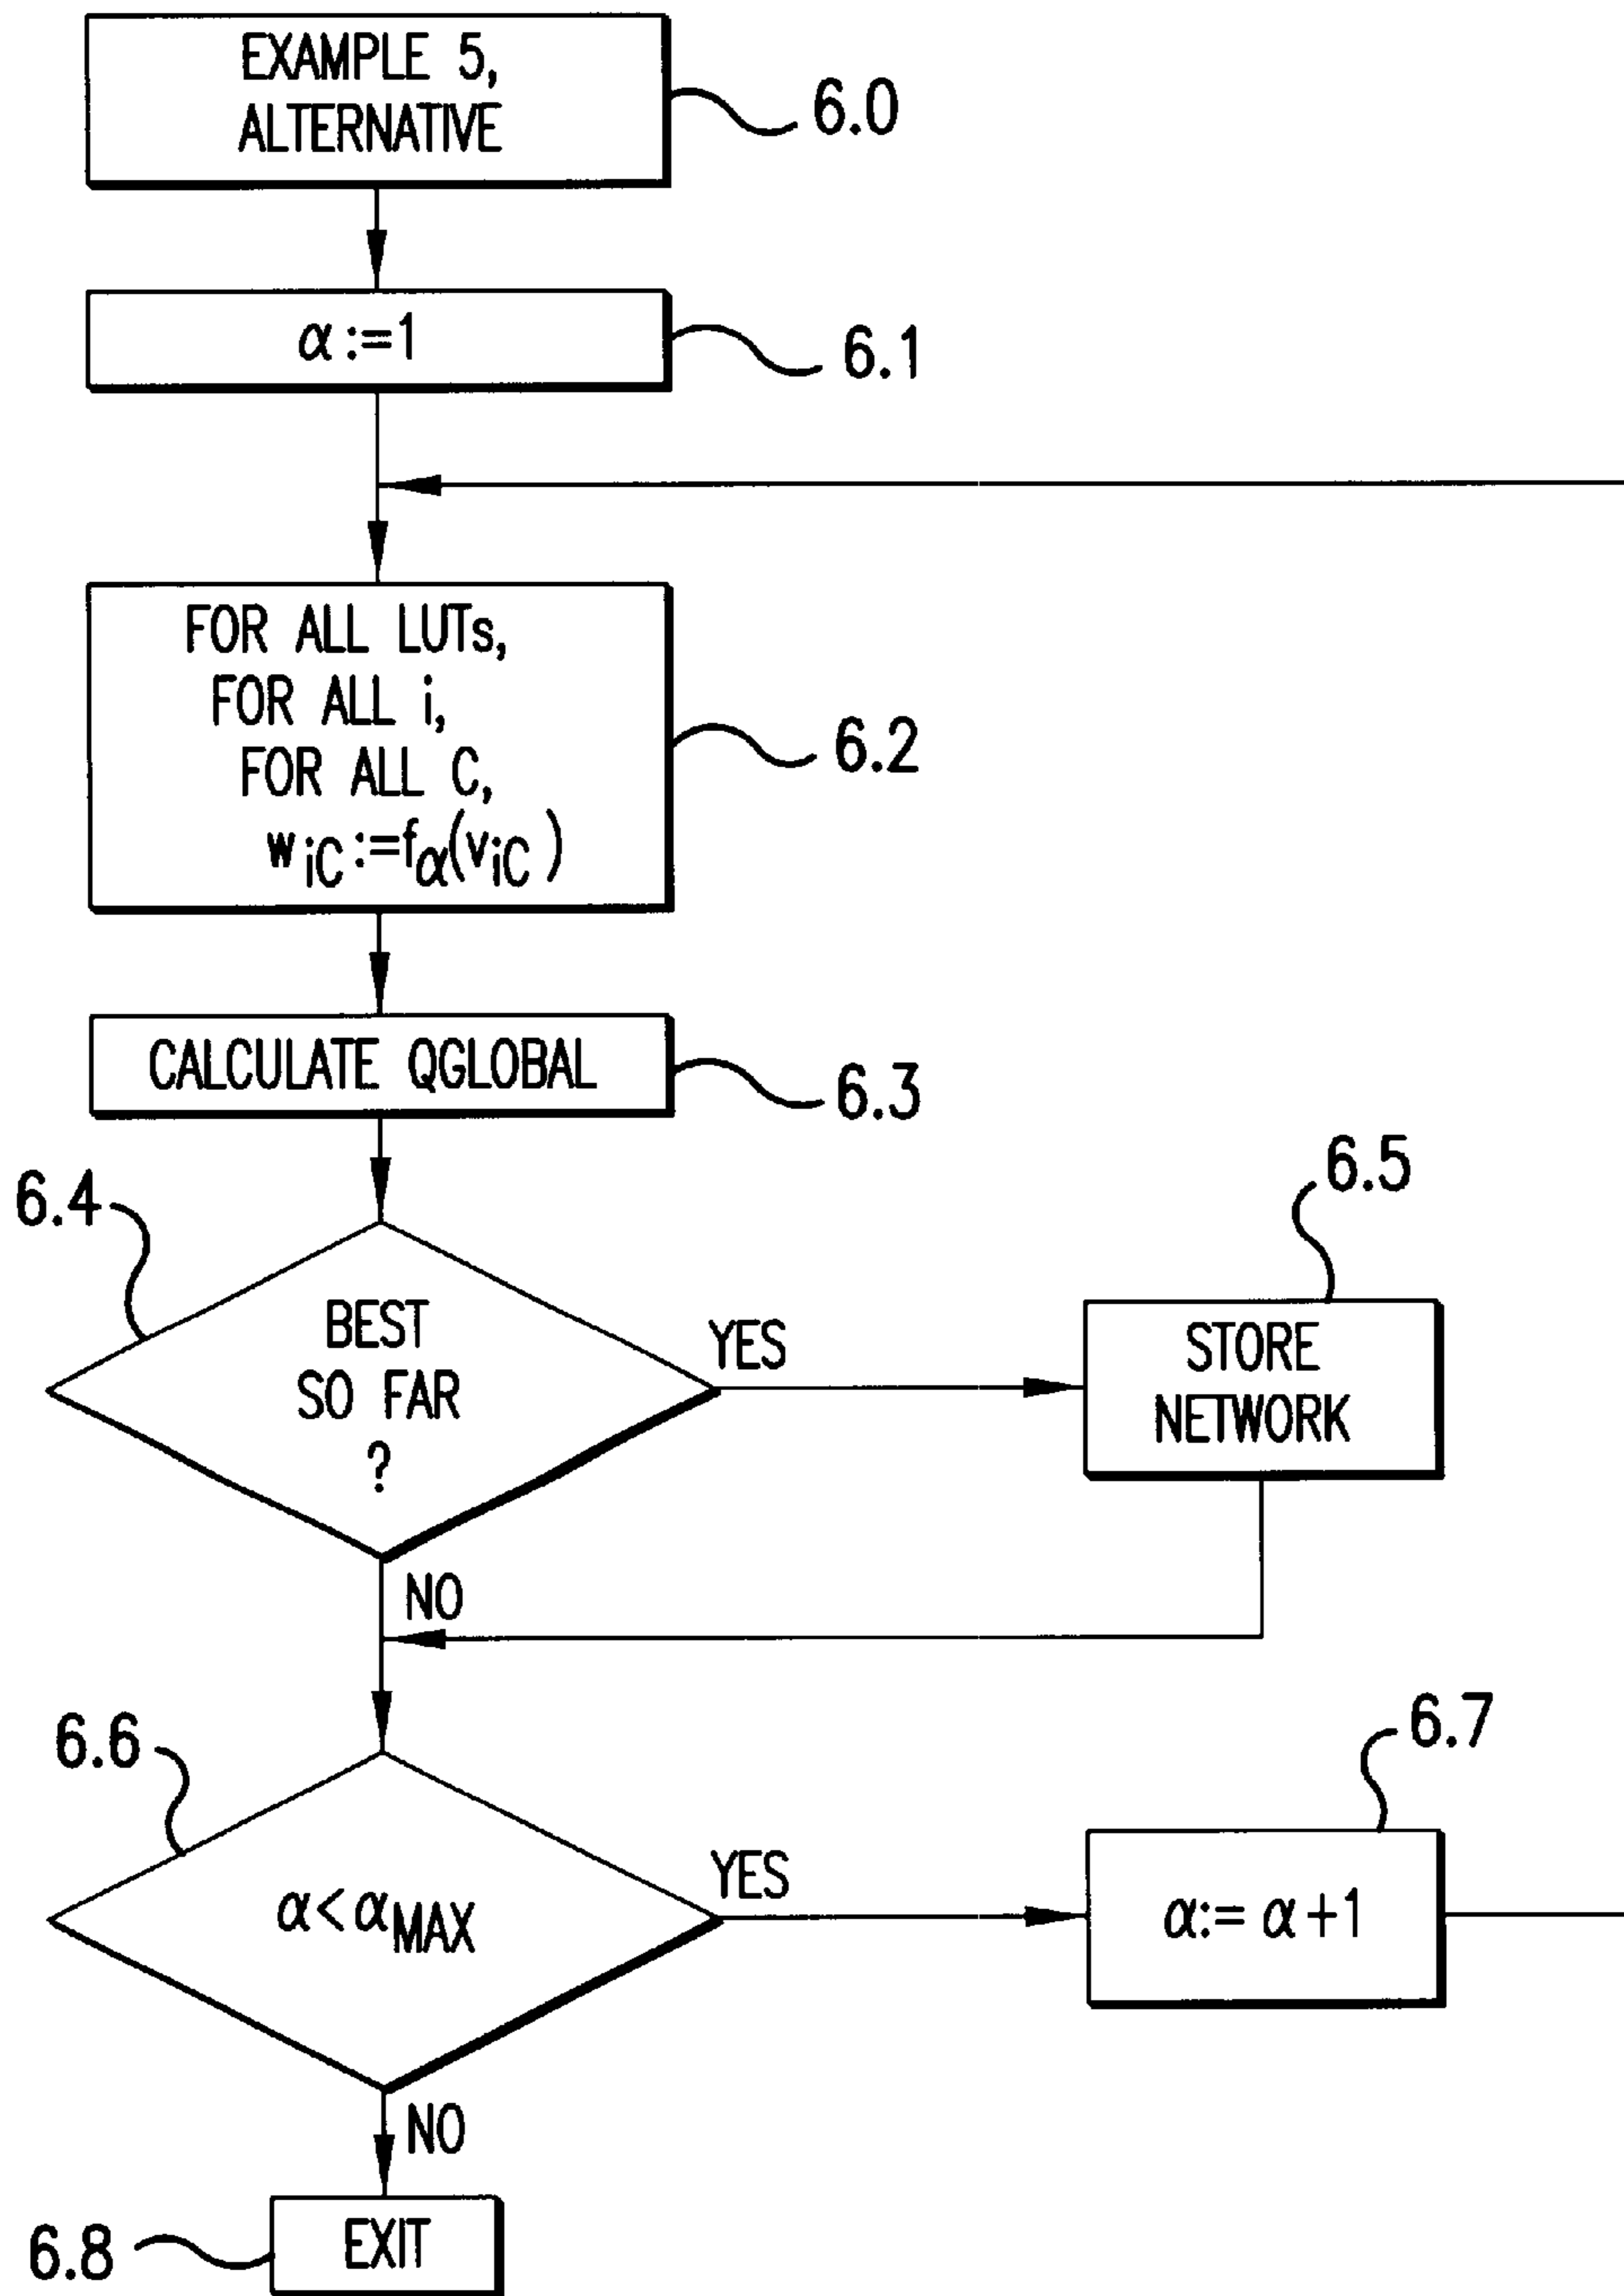 EXAMPLE 5,
ALTERNATIVE
6.0
α:=1
6.1
FOR ALL LUTs,
FOR ALL i,
FOR ALL C,
wiC:=fα(viC)
6.2
CALCULATE QGLOBAL
6.3
6.4
BEST
SO FAR
?
YES
6.5
STORE
NETWORK
NO
6.6
α<αMAX
YES
6.7
α:= α+1
NO
6.8
EXIT